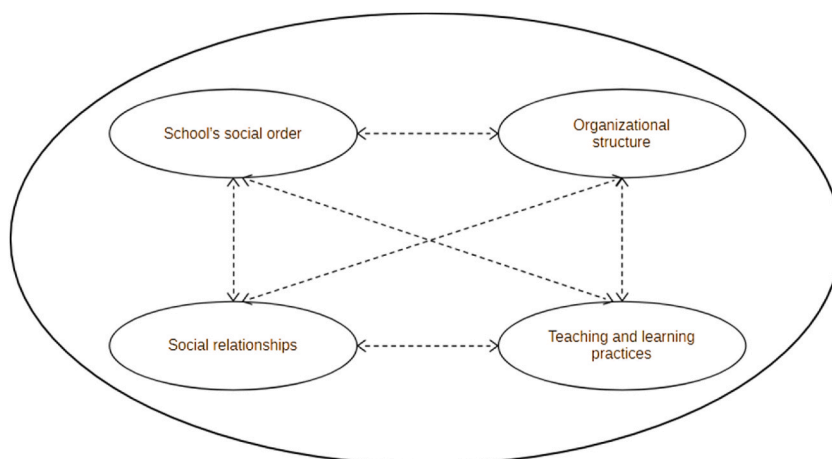 School's social order
Organizational
structure
Social relationships
Teaching and learning
practices